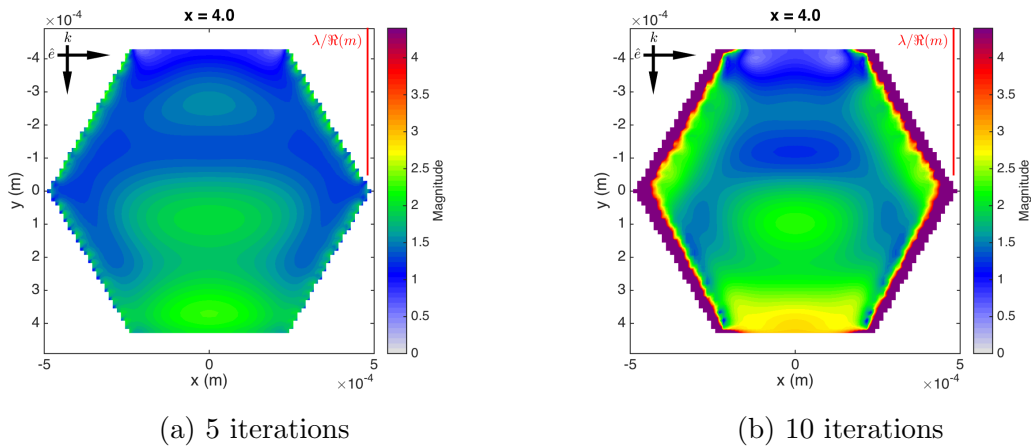 ×10⁻⁴
x = 4.0
k
ê
λ/ℜ(m)
-4
-3
-2
-1
0
1
2
3
4
y (m)
-5
0
5
x (m)
×10⁻⁴
4
3.5
3
2.5
2
1.5
1
0.5
0
Magnitude
(a) 5 iterations
×10⁻⁴
x = 4.0
k
ê
λ/ℜ(m)
-4
-3
-2
-1
0
1
2
3
4
y (m)
-5
0
5
x (m)
×10⁻⁴
4
3.5
3
2.5
2
1.5
1
0.5
0
Magnitude
(b) 10 iterations